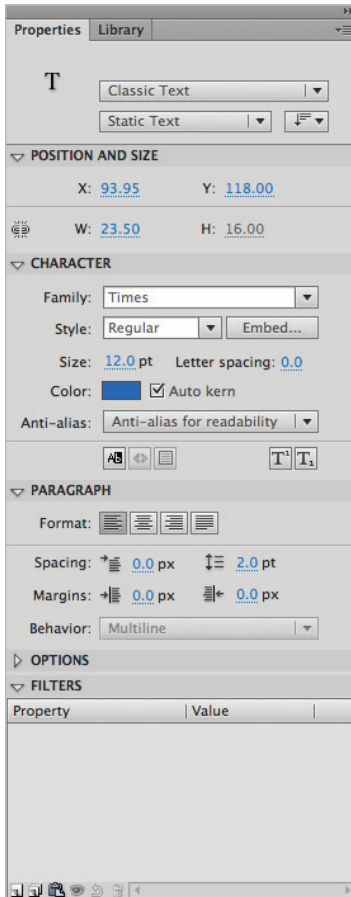 Properties Library
T
Classic Text
Static Text
POSITION AND SIZE
X: 93.95 Y: 118.00
W: 23.50 H: 16.00
CHARACTER
Family: Times
Style: Regular Embed...
Size: 12.0 pt Letter spacing: 0.0
Color: Auto kern
Anti-alias: Anti-alias for readability
AB T¹ T₁
PARAGRAPH
Format:
Spacing: 0.0 px 2.0 pt
Margins: 0.0 px 0.0 px
Behavior: Multiline
OPTIONS
FILTERS
Property Value